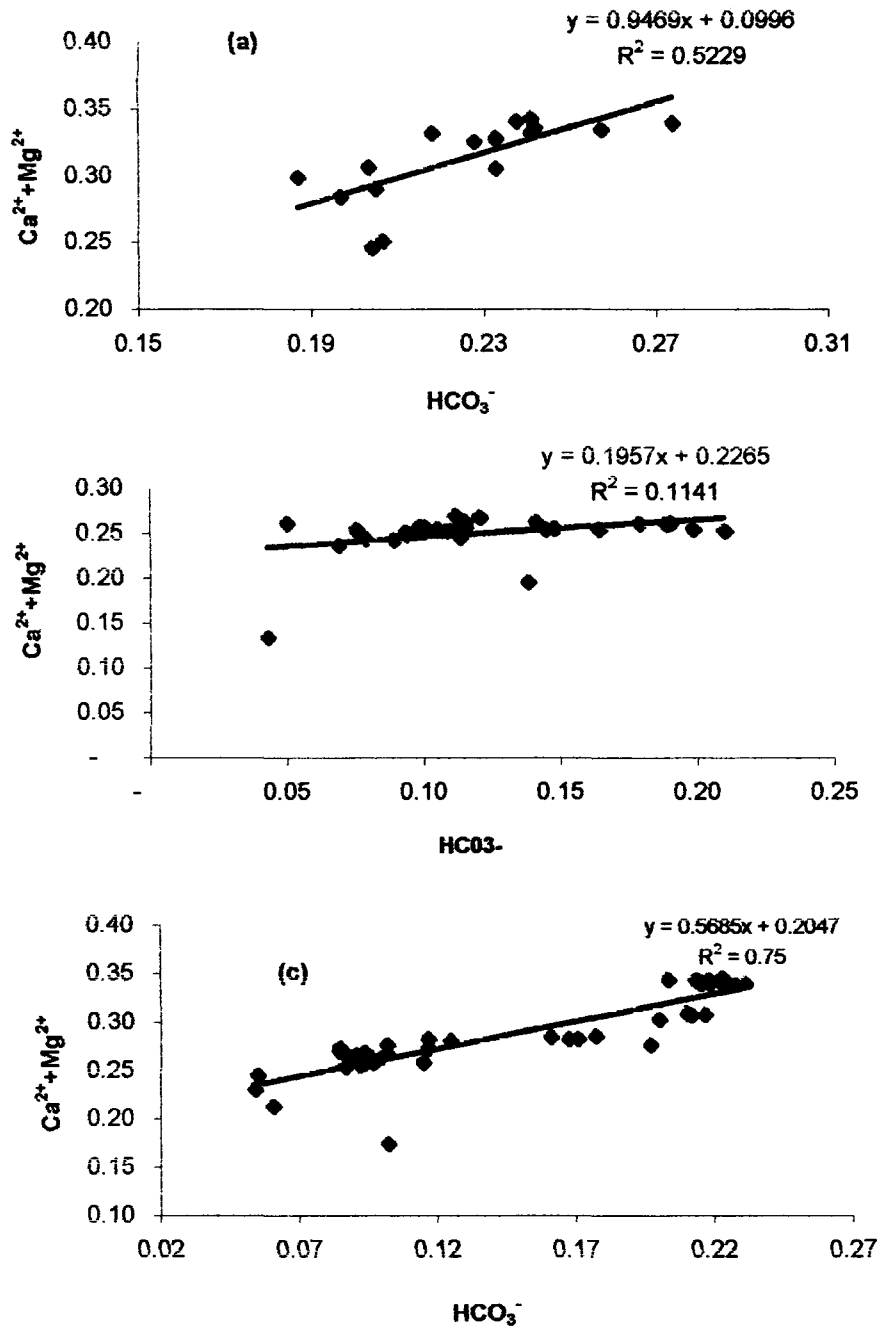 y = 0.9469x + 0.0996
R² = 0.5229
(a)
0.40
0.35
0.30
0.25
0.20
Ca²⁺+Mg²⁺
0.15 0.19 0.23 0.27 0.31
HCO₃⁻
y = 0.1957x + 0.2265
R² = 0.1141
0.30
0.25
0.20
0.15
0.10
0.05
-
Ca²⁺+Mg²⁺
- 0.05 0.10 0.15 0.20 0.25
HC03-
y = 0.5685x + 0.2047
R² = 0.75
(c)
0.40
0.35
0.30
0.25
0.20
0.15
0.10
Ca²⁺+Mg²⁺
0.02 0.07 0.12 0.17 0.22 0.27
HCO₃⁻